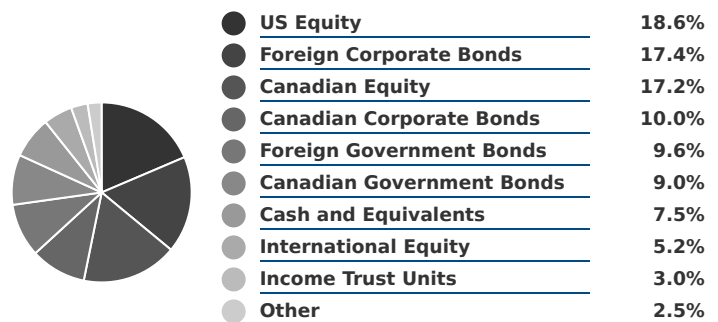 US Equity 18.6%
Foreign Corporate Bonds 17.4%
Canadian Equity 17.2%
Canadian Corporate Bonds 10.0%
Foreign Government Bonds 9.6%
Canadian Government Bonds 9.0%
Cash and Equivalents 7.5%
International Equity 5.2%
Income Trust Units 3.0%
Other 2.5%